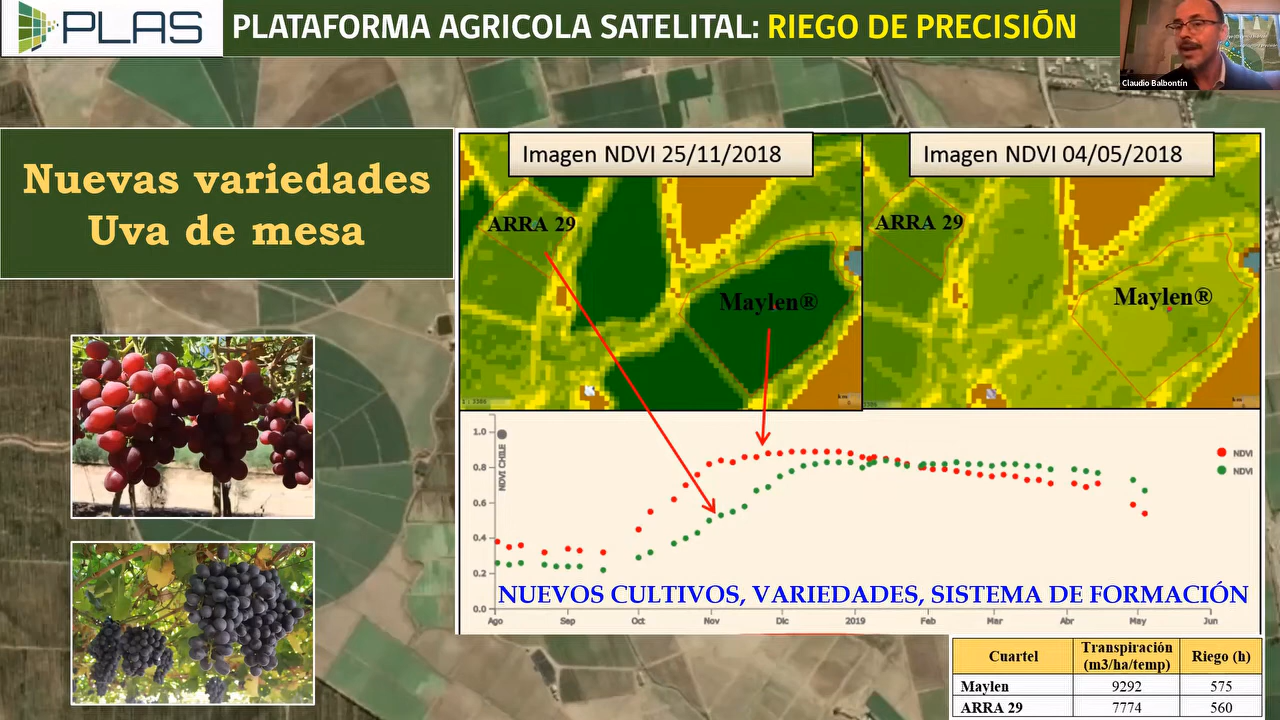 PLAS
PLATAFORMA AGRICOLA SATELITAL: RIEGO DE PRECISIÓN
Claudio Balbontín
Nuevas variedades
Uva de mesa
Imagen NDVI 25/11/2018
Imagen NDVI 04/05/2018
ARRA 29
Maylen®
ARRA 29
Maylen®
NDVI CHILE
1.0
0.8
0.6
0.4
0.2
0.0
NDVI
NDVI
NUEVOS CULTIVOS, VARIEDADES, SISTEMA DE FORMACIÓN
Ago Sep Oct Nov Dic 2019 Feb Mar Abr May Jun
Cuartel Transpiración (m3/ha/temp) Riego (h)
Maylen 9292 575
ARRA 29 7774 560